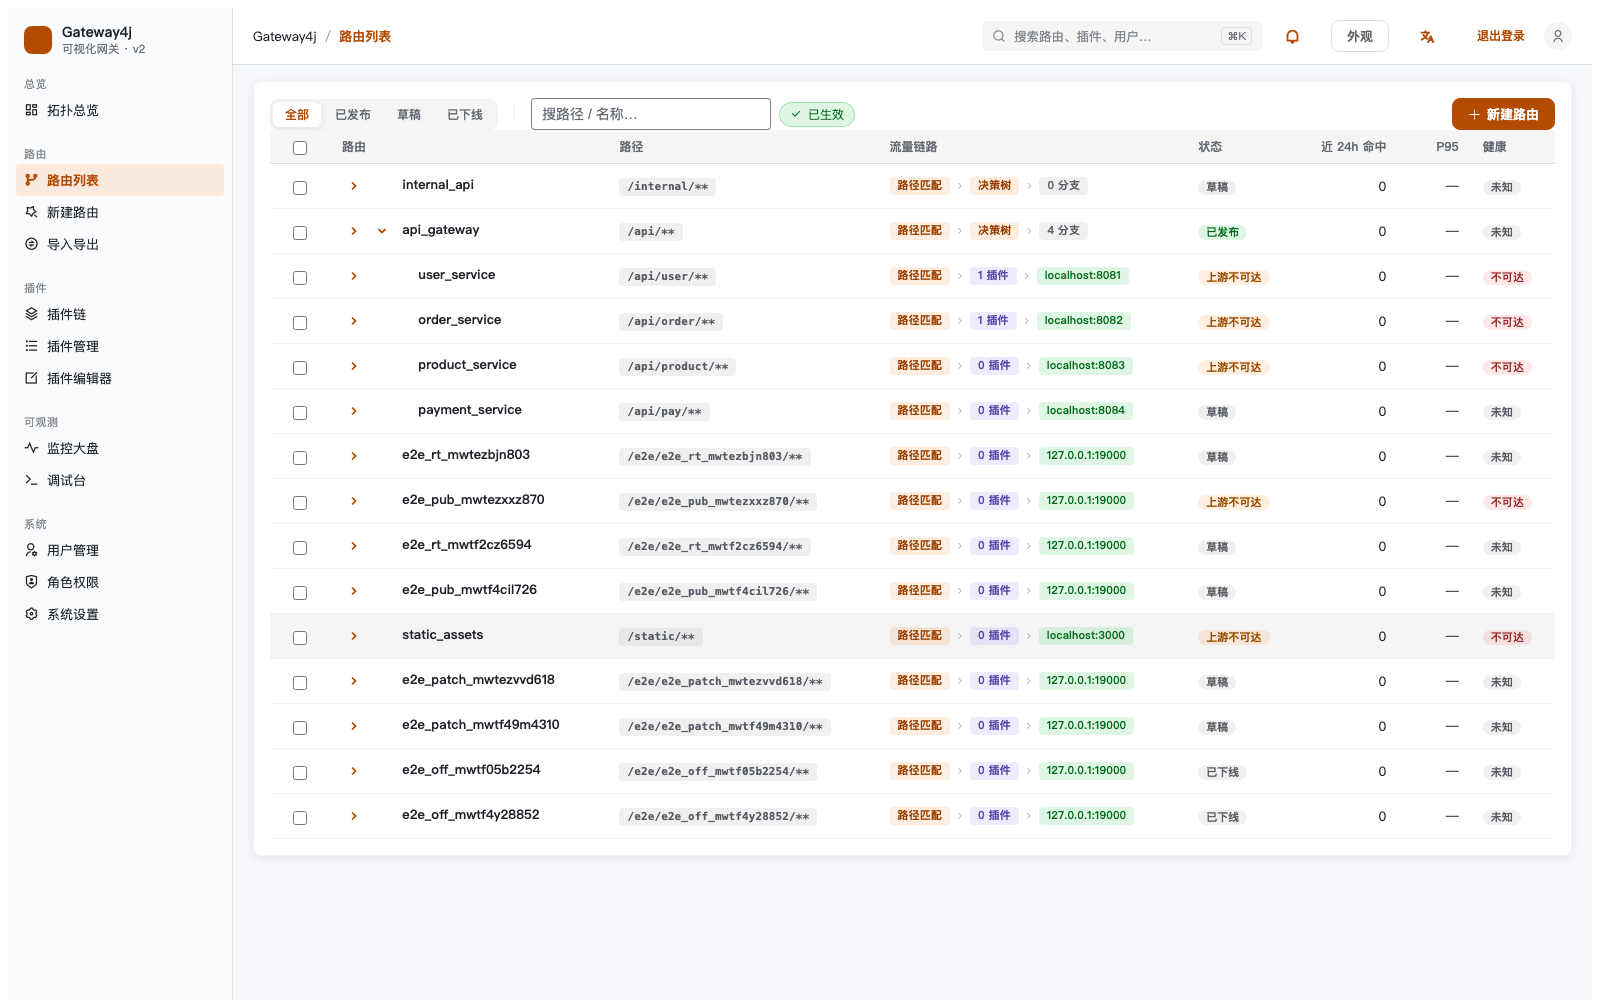 Gateway4j
可视化网关 · v2
总览
拓扑总览
路由
路由列表
新建路由
导入导出
插件
插件链
插件管理
插件编辑器
可观测
监控大盘
调试台
系统
用户管理
角色权限
系统设置
Gateway4j / 路由列表
搜索路由、插件、用户… ⌘K
外观
退出登录
全部 已发布 草稿 已下线
搜路径 / 名称…
已生效
新建路由
路由 路径 流量链路 状态 近 24h 命中 P95 健康
internal_api /internal/** 路径匹配 › 决策树 › 0 分支 草稿 0 — 未知
api_gateway /api/** 路径匹配 › 决策树 › 4 分支 已发布 0 — 未知
user_service /api/user/** 路径匹配 › 1 插件 › localhost:8081 上游不可达 0 — 不可达
order_service /api/order/** 路径匹配 › 1 插件 › localhost:8082 上游不可达 0 — 不可达
product_service /api/product/** 路径匹配 › 0 插件 › localhost:8083 上游不可达 0 — 不可达
payment_service /api/pay/** 路径匹配 › 0 插件 › localhost:8084 草稿 0 — 未知
e2e_rt_mwtezbjn803 /e2e/e2e_rt_mwtezbjn803/** 路径匹配 › 0 插件 › 127.0.0.1:19000 草稿 0 — 未知
e2e_pub_mwtezxxz870 /e2e/e2e_pub_mwtezxxz870/** 路径匹配 › 0 插件 › 127.0.0.1:19000 上游不可达 0 — 不可达
e2e_rt_mwtf2cz6594 /e2e/e2e_rt_mwtf2cz6594/** 路径匹配 › 0 插件 › 127.0.0.1:19000 草稿 0 — 未知
e2e_pub_mwtf4cil726 /e2e/e2e_pub_mwtf4cil726/** 路径匹配 › 0 插件 › 127.0.0.1:19000 草稿 0 — 未知
static_assets /static/** 路径匹配 › 0 插件 › localhost:3000 上游不可达 0 — 不可达
e2e_patch_mwtezvvd618 /e2e/e2e_patch_mwtezvvd618/** 路径匹配 › 0 插件 › 127.0.0.1:19000 草稿 0 — 未知
e2e_patch_mwtf49m4310 /e2e/e2e_patch_mwtf49m4310/** 路径匹配 › 0 插件 › 127.0.0.1:19000 草稿 0 — 未知
e2e_off_mwtf05b2254 /e2e/e2e_off_mwtf05b2254/** 路径匹配 › 0 插件 › 127.0.0.1:19000 已下线 0 — 未知
e2e_off_mwtf4y28852 /e2e/e2e_off_mwtf4y28852/** 路径匹配 › 0 插件 › 127.0.0.1:19000 已下线 0 — 未知